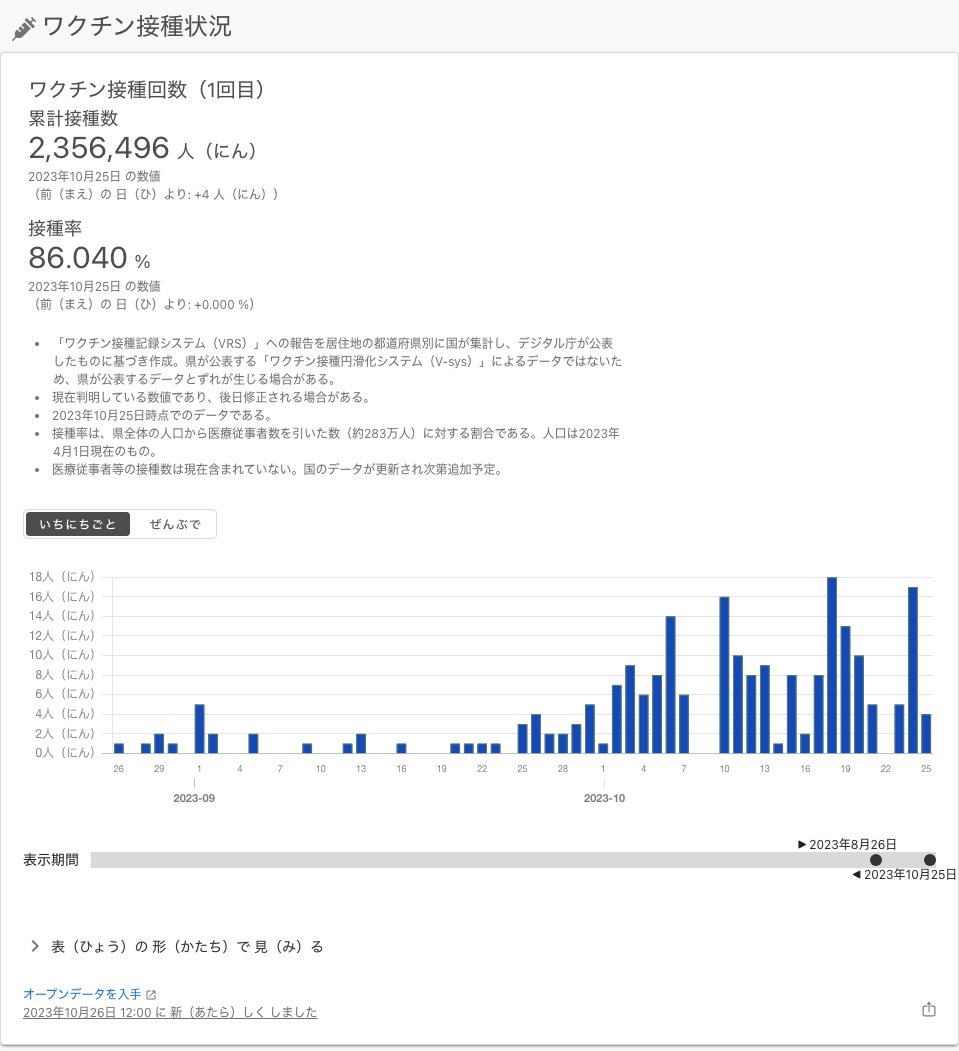 ワクチン接種状況
ワクチン接種回数（1回目）
累計接種数
2,356,496 人（にん）
2023年10月25日 の数値
（前（まえ）の 日（ひ）より: +4 人（にん））
接種率
86.040 %
2023年10月25日 の数値
（前（まえ）の 日（ひ）より: +0.000 %）
• 「ワクチン接種記録システム（VRS）」への報告を居住地の都道府県別に国が集計し、デジタル庁が公表
したものに基づき作成。県が公表する「ワクチン接種円滑化システム（V-sys）」によるデータではないた
め、県が公表するデータとずれが生じる場合がある。
• 現在判明している数値であり、後日修正される場合がある。
• 2023年10月25日時点でのデータである。
• 接種率は、県全体の人口から医療従事者数を引いた数（約283万人）に対する割合である。人口は2023年
4月1日現在のもの。
• 医療従事者等の接種数は現在含まれていない。国のデータが更新され次第追加予定。
いちにちごと ぜんぶで
18人（にん）
16人（にん）
14人（にん）
12人（にん）
10人（にん）
8人（にん）
6人（にん）
4人（にん）
2人（にん）
0人（にん）
26 29 1 4 7 10 13 16 19 22 25 28 1 4 7 10 13 16 19 22 25
2023-09 2023-10
▶ 2023年8月26日
表示期間
◀ 2023年10月25日
表（ひょう）の 形（かたち）で 見（み）る
オープンデータを入手
2023年10月26日 12:00 に 新（あたら）しく しました